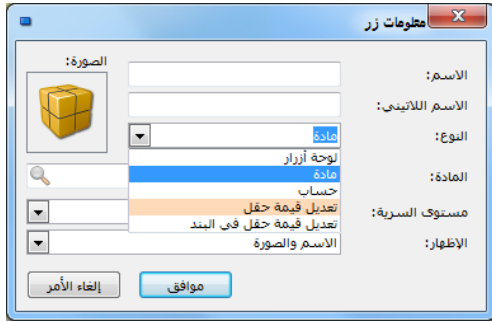 معلومات زر
الاسم:
الصورة:
الاسم اللاتيني:
النوع:
مادة
لوحة أزرار
مادة
حساب
تعديل قيمة حقل
تعديل قيمة حقل في البند
المادة:
مستوى السرية:
الإظهار:
الاسم والصورة
موافق
إلغاء الأمر